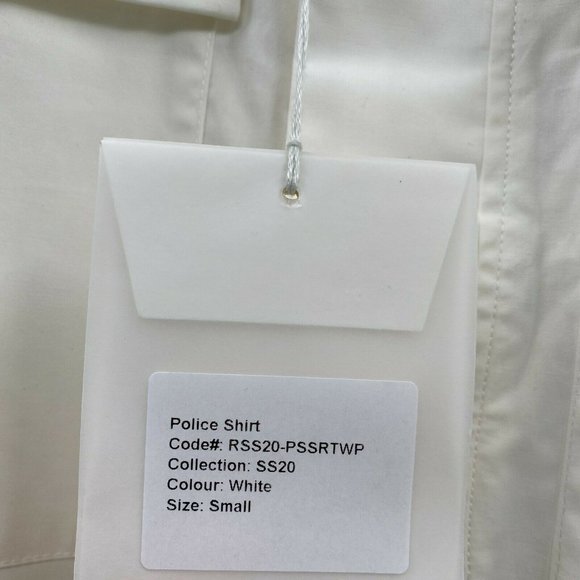 Police Shirt
Code#: RSS20-PSSRTWP
Collection: SS20
Colour: White
Size: Small